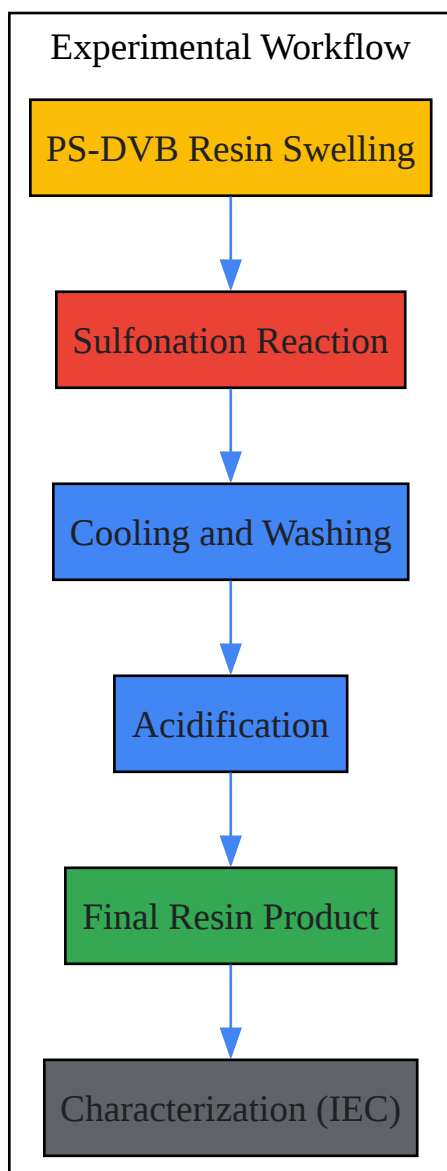 Experimental Workflow
PS-DVB Resin Swelling
Sulfonation Reaction
Cooling and Washing
Acidification
Final Resin Product
Characterization (IEC)